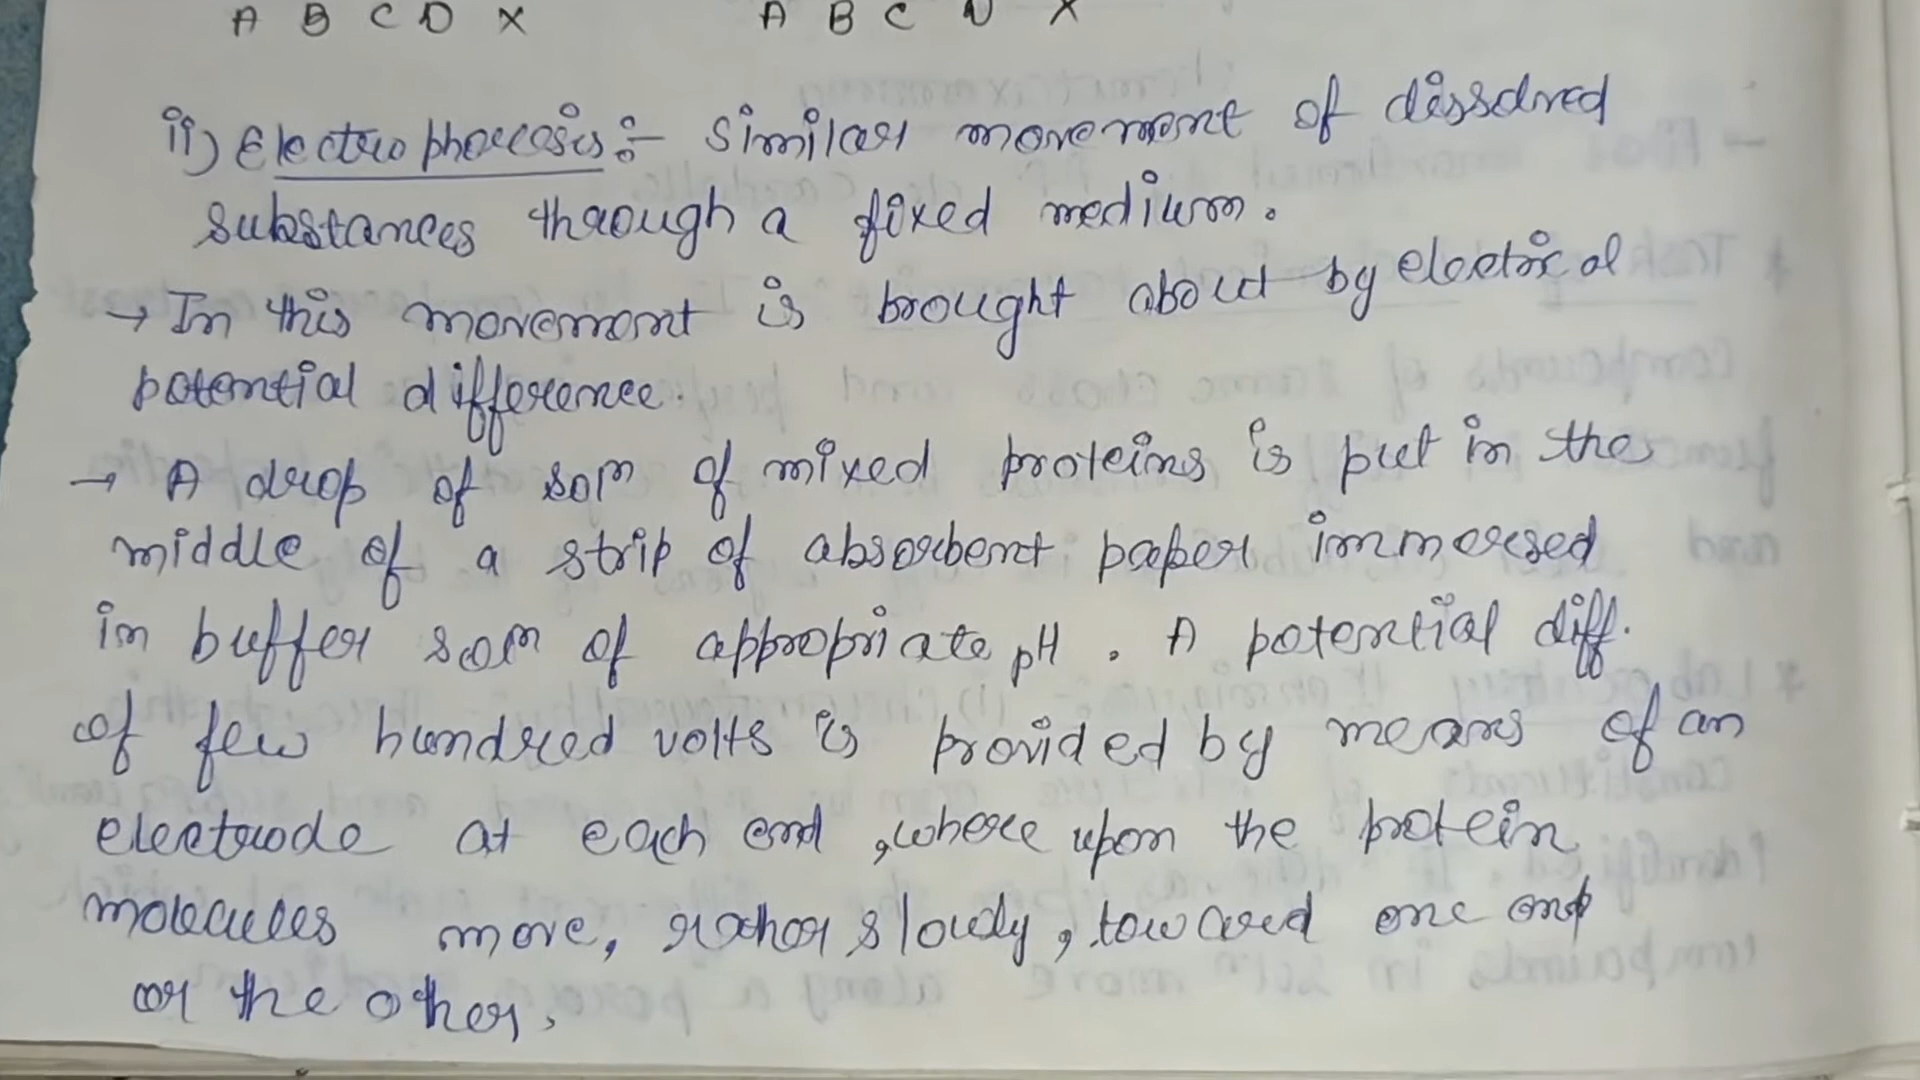 A B C D X A B C D X
ii) Electrophoresis :- Similar movement of dissolved
substances through a fixed medium.
→ In this movement is brought about by electrical
potential difference.
→ A drop of solⁿ of mixed proteins is put in the
middle of a strip of absorbent paper immersed
in buffer solⁿ of appropriate pH. A potential diff.
of few hundred volts is provided by means of an
electrode at each end, where upon the protein
molecules move, rather slowly, toward one end
or the other.